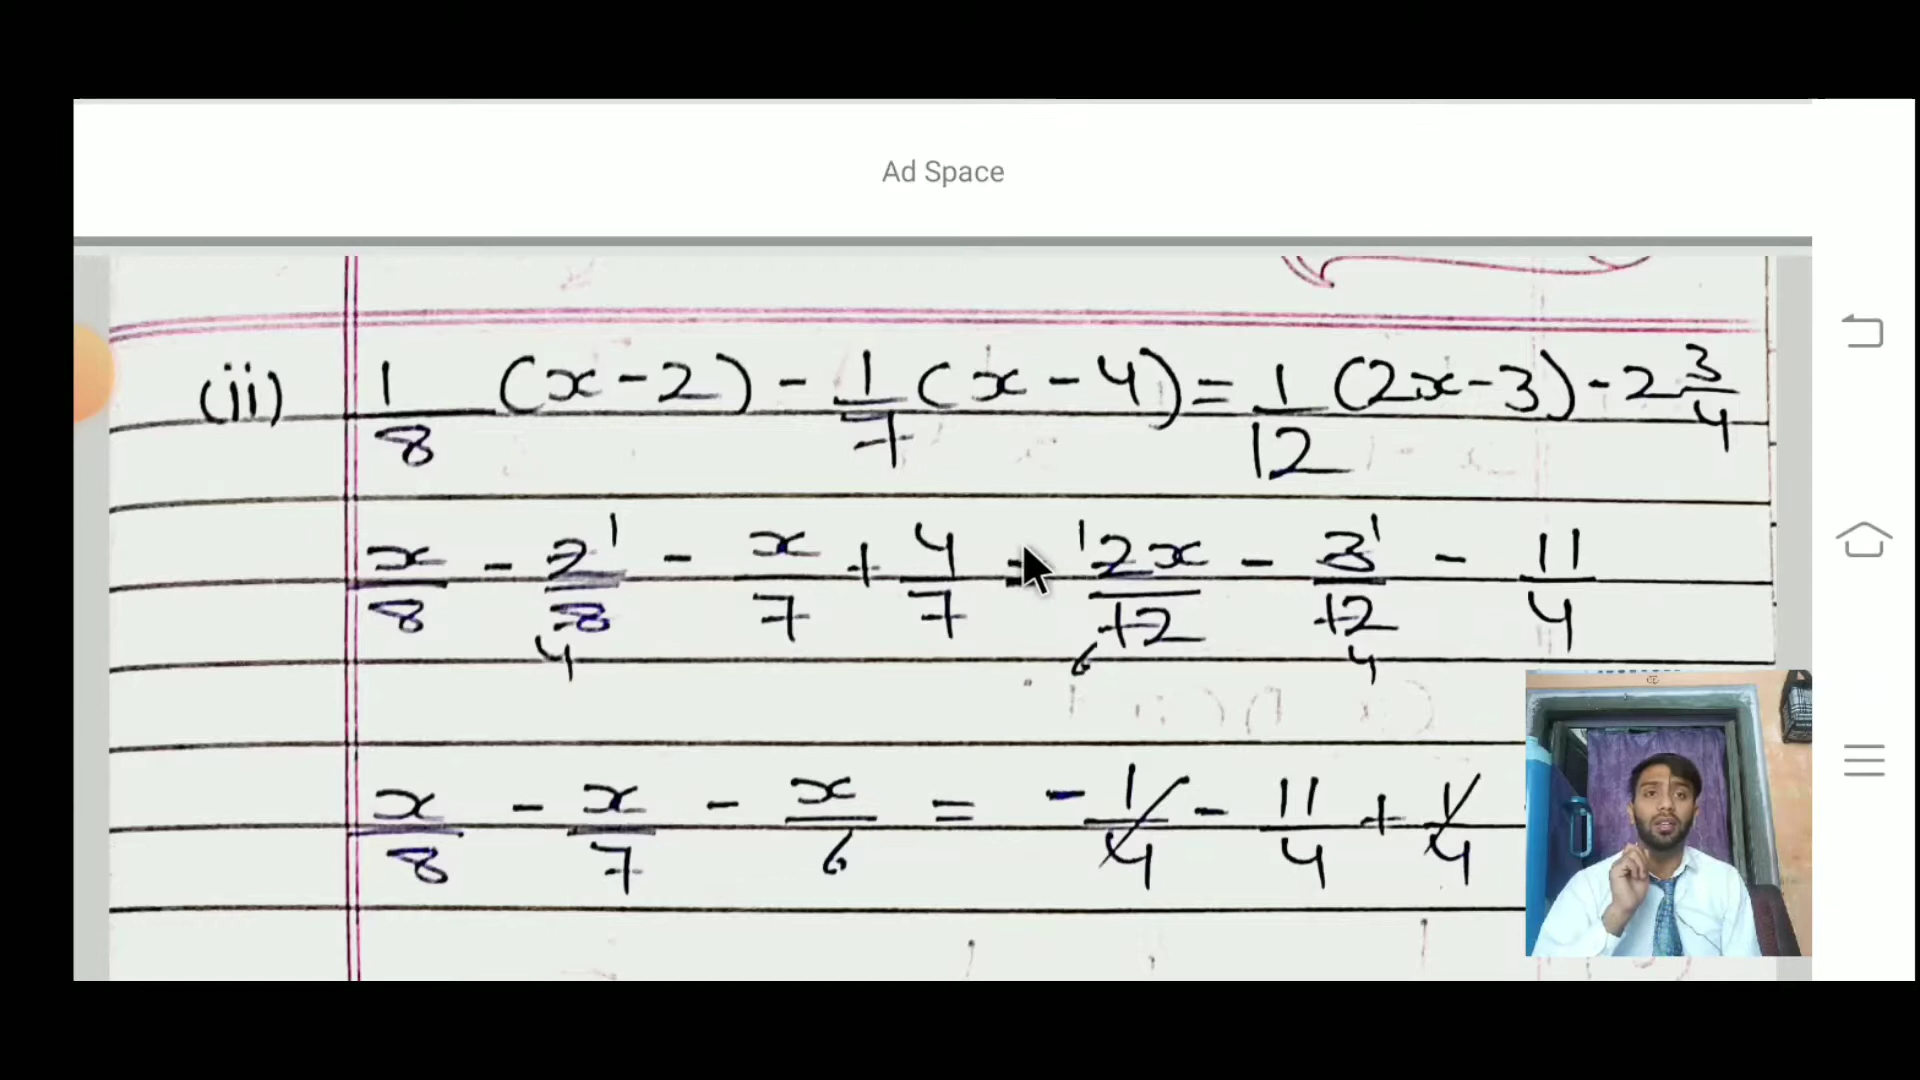 Ad Space
(ii) 1/8 (x-2) - 1/7 (x-4) = 1/12 (2x-3) - 2 3/4
x/8 - 2/8 - x/7 + 4/7 = 2x/12 - 3/12 - 11/4
x/8 - x/7 - x/6 = -1/4 - 11/4 + 1/4